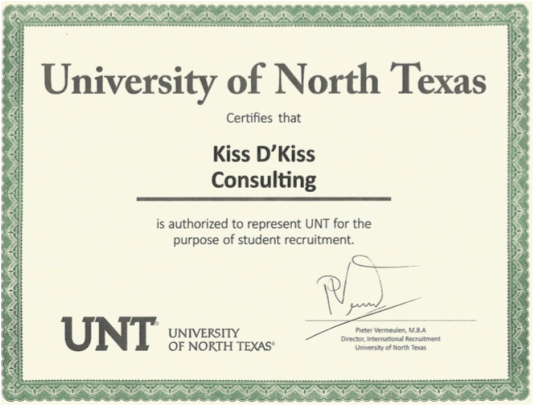 University of North Texas
Certifies that
Kiss D'Kiss
Consulting
is authorized to represent UNT for the
purpose of student recruitment.
Pieter Vermeulen, M.B.A
Director, International Recruitment
University of North Texas
UNT® UNIVERSITY
OF NORTH TEXAS®